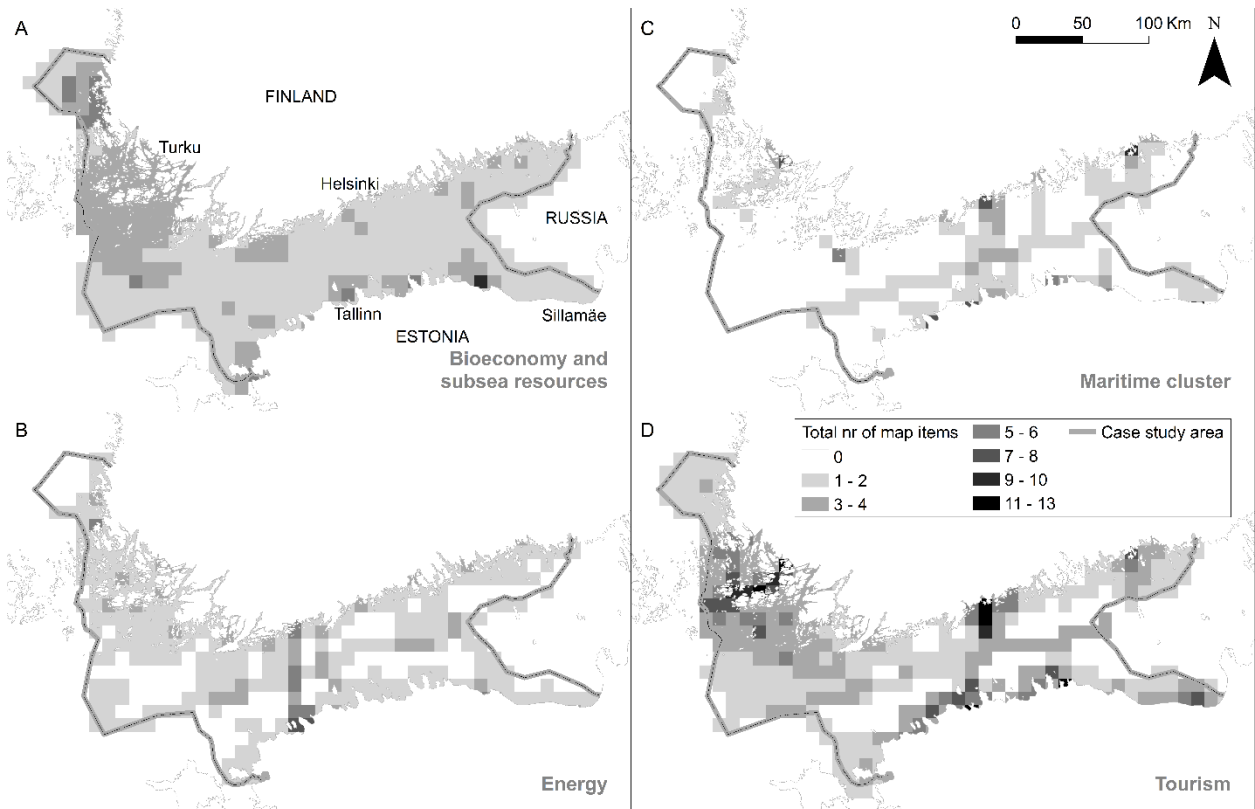 A
FINLAND
Turku
Helsinki
RUSSIA
Tallinn
Sillamäe
ESTONIA
Bioeconomy and
subsea resources
C
0 50 100 Km
N
Maritime cluster
B
Energy
D
Total nr of map items
0
1 - 2
3 - 4
5 - 6
7 - 8
9 - 10
11 - 13
Case study area
Tourism